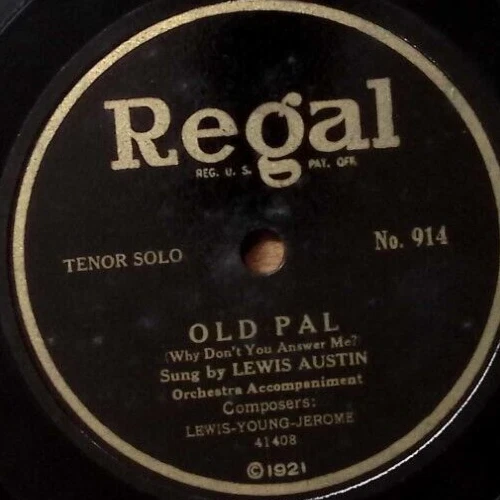 Regal
REG. U. S. PAT. OFF.
TENOR SOLO
No. 914
OLD PAL
(Why Don't You Answer Me?)
Sung by LEWIS AUSTIN
Orchestra Accompaniment
Composers:
LEWIS-YOUNG-JEROME
41408
©1921